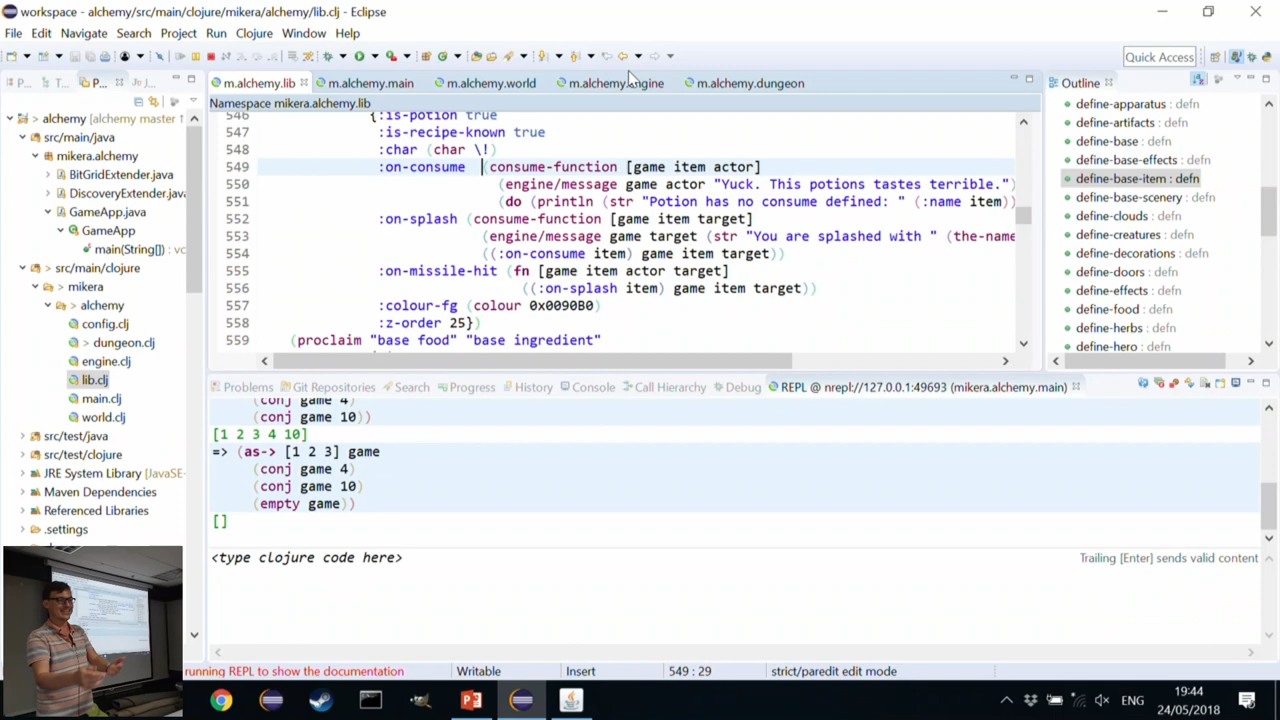 workspace - alchemy/src/main/clojure/mikera/alchemy/lib.clj - Eclipse
File Edit Navigate Search Project Run Clojure Window Help
Quick Access
P... T... P... J...
m.alchemy.lib m.alchemy.main m.alchemy.world m.alchemy.engine m.alchemy.dungeon
Outline
Namespace mikera.alchemy.lib
alchemy [alchemy master
src/main/java
mikera.alchemy
BitGridExtender.java
DiscoveryExtender.java
GameApp.java
GameApp
main(String[]) : vc
src/main/clojure
mikera
alchemy
config.clj
> dungeon.clj
engine.clj
lib.clj
main.clj
world.clj
src/test/java
src/test/clojure
JRE System Library [JavaSE-
Maven Dependencies
Referenced Libraries
.settings
546 {:is-potion true
547 :is-recipe-known true
548 :char (char \!)
549 :on-consume (consume-function [game item actor]
550 (engine/message game actor "Yuck. This potions tastes terrible.")
551 (do (println (str "Potion has no consume defined: " (:name item))
552 :on-splash (consume-function [game item target]
553 (engine/message game target (str "You are splashed with " (the-name
554 ((:on-consume item) game item target))
555 :on-missile-hit (fn [game item actor target]
556 ((:on-splash item) game item target))
557 :colour-fg (colour 0x0090B0)
558 :z-order 25})
559 (proclaim "base food" "base ingredient"
define-apparatus : defn
define-artifacts : defn
define-base : defn
define-base-effects : defn
define-base-item : defn
define-base-scenery : defn
define-clouds : defn
define-creatures : defn
define-decorations : defn
define-doors : defn
define-effects : defn
define-food : defn
define-herbs : defn
define-hero : defn
Problems Git Repositories Search Progress History Console Call Hierarchy Debug REPL @ nrepl://127.0.0.1:49693 (mikera.alchemy.main)
(conj game 4)
(conj game 10))
[1 2 3 4 10]
=> (as-> [1 2 3] game
(conj game 4)
(conj game 10)
(empty game))
[]
<type clojure code here>
Trailing [Enter] sends valid content
running REPL to show the documentation
Writable Insert 549 : 29 strict/paredit edit mode
ENG
19:44
24/05/2018